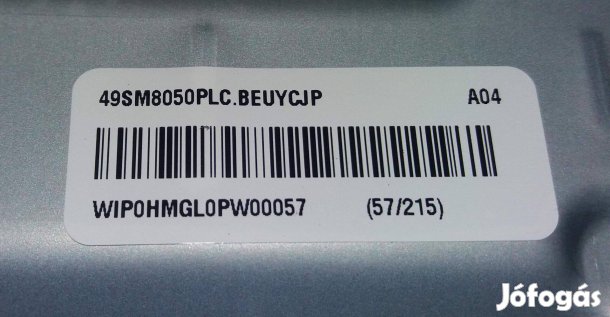 49SM8050PLC.BEUYCJP A04
WIP0HMGL0PW00057 (57/215)
Jófogás